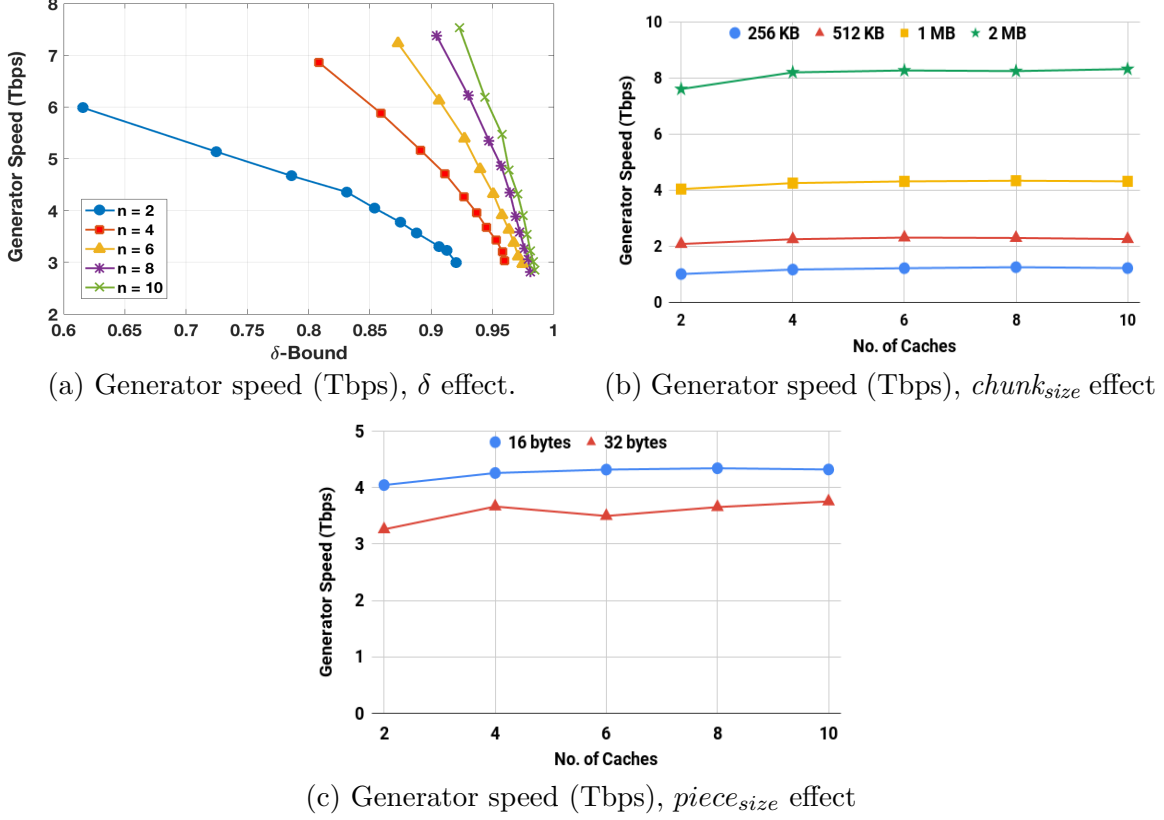 8
7
6
5
4
3
2
Generator Speed (Tbps)
n = 2
n = 4
n = 6
n = 8
n = 10
0.6 0.65 0.7 0.75 0.8 0.85 0.9 0.95 1
δ-Bound
(a) Generator speed (Tbps), δ effect.
10
8
6
4
2
0
Generator Speed (Tbps)
256 KB 512 KB 1 MB 2 MB
2 4 6 8 10
No. of Caches
(b) Generator speed (Tbps), chunk_size effect
5
4
3
2
1
0
Generator Speed (Tbps)
16 bytes 32 bytes
2 4 6 8 10
No. of Caches
(c) Generator speed (Tbps), piece_size effect